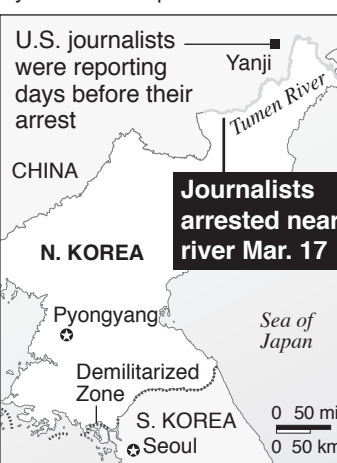 U.S. journalists
were reporting
days before their
arrest
Yanji
Tumen River
CHINA
Journalists
arrested near
river Mar. 17
N. KOREA
Pyongyang
Sea of
Japan
Demilitarized
Zone
S. KOREA
Seoul
0 50 mi
0 50 km